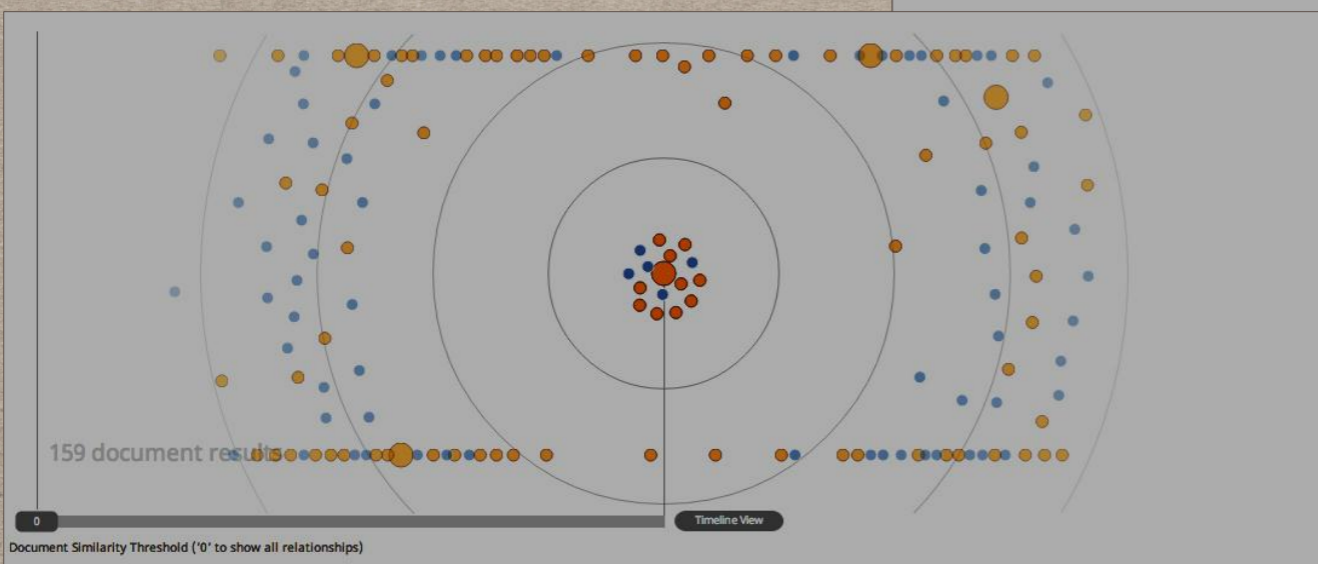 159 document results
0
Timeline View
Document Similarity Threshold ('0' to show all relationships)